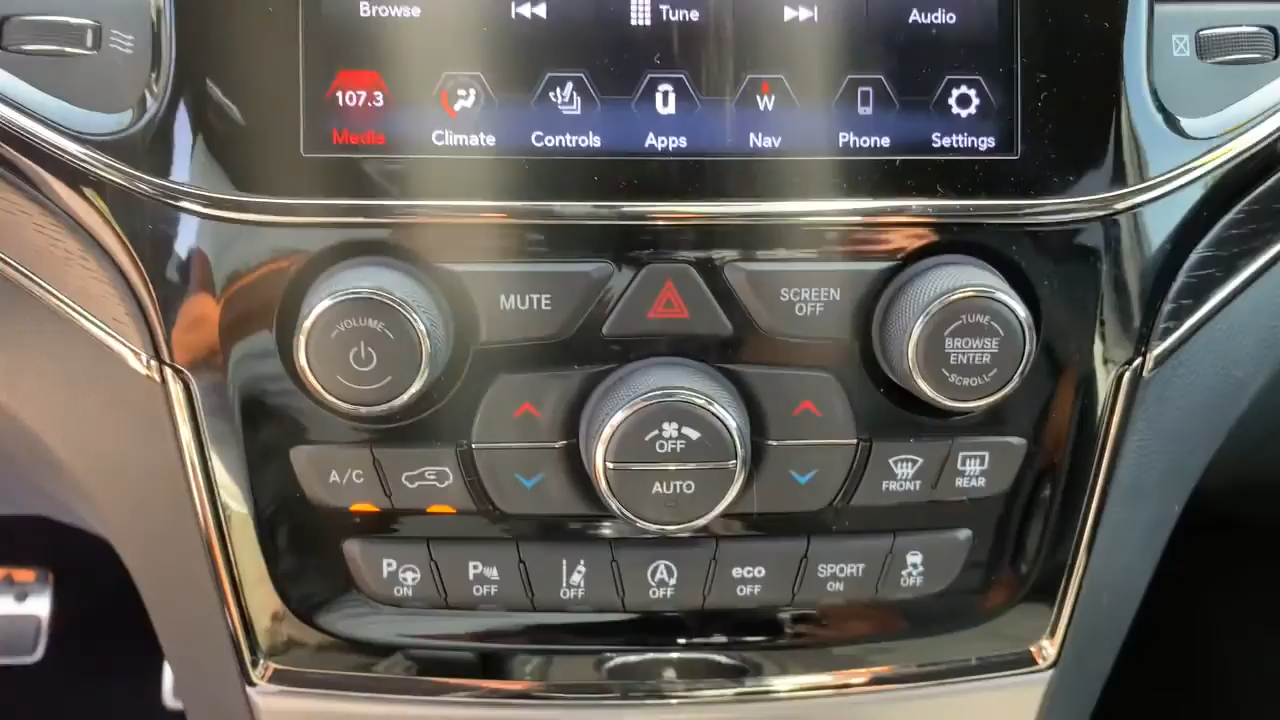 Browse
Tune
Audio
107.3
W
Media
Climate
Controls
Apps
Nav
Phone
Settings
MUTE
SCREEN
OFF
VOLUME
TUNE
BROWSE
ENTER
SCROLL
OFF
AUTO
A/C
FRONT
REAR
P
ON
P
OFF
OFF
A
OFF
eco
OFF
SPORT
ON
OFF